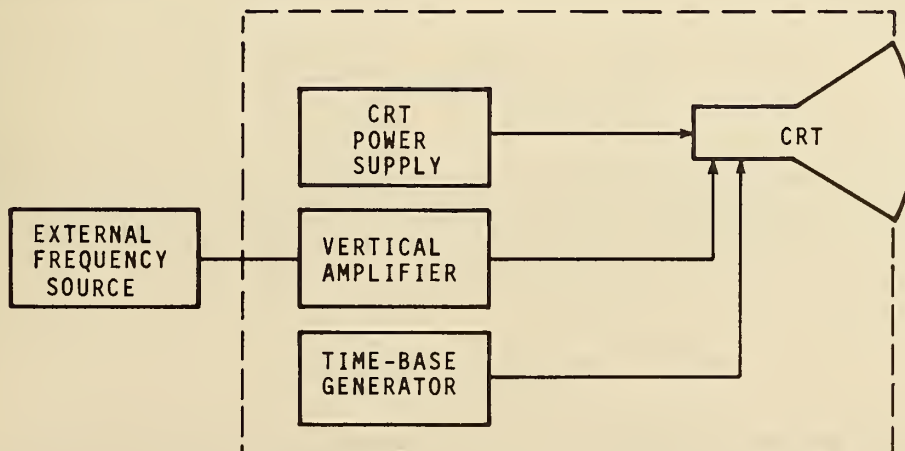 CRT
POWER
SUPPLY
CRT
EXTERNAL
FREQUENCY
SOURCE
VERTICAL
AMPLIFIER
TIME-BASE
GENERATOR